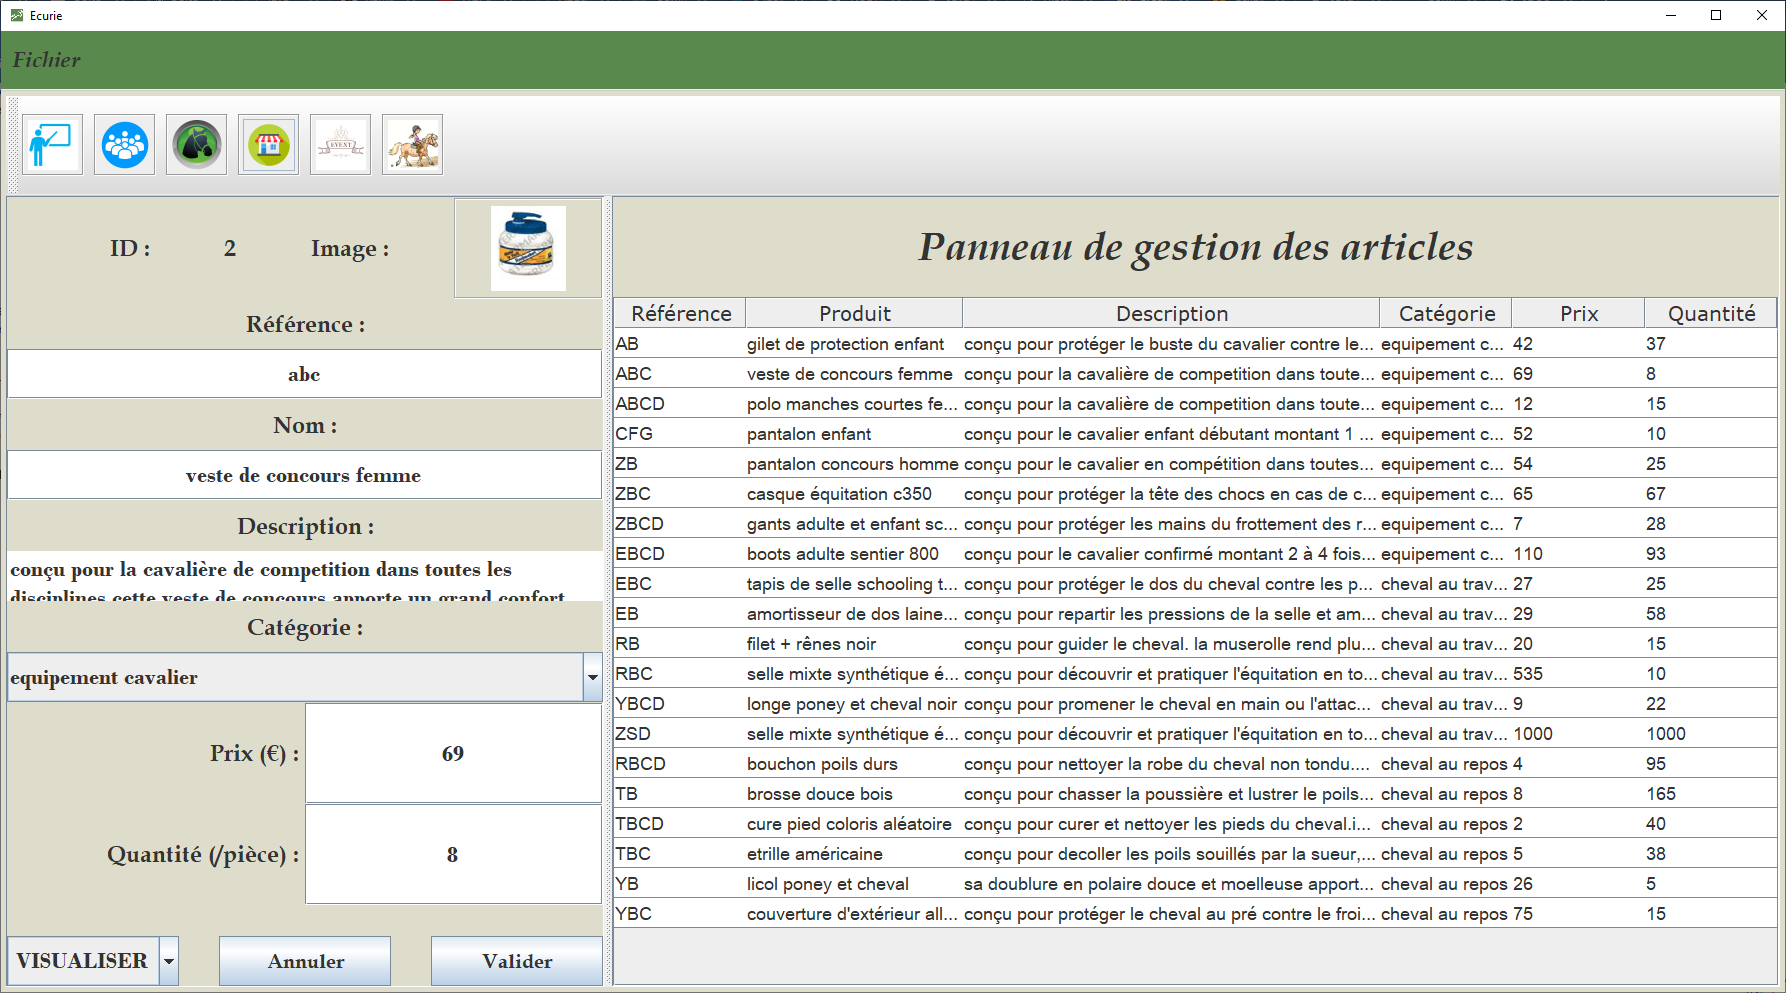 Ecurie
Fichier
EVENT
ID : 2 Image :
Référence :
abc
Nom :
veste de concours femme
Description :
conçu pour la cavalière de competition dans toutes les
disciplines cette veste de concours apporte un grand confort
Catégorie :
equipement cavalier
Prix (€) : 69
Quantité (/pièce) : 8
VISUALISER Annuler Valider
Panneau de gestion des articles
Référence Produit Description Catégorie Prix Quantité
AB gilet de protection enfant conçu pour protéger le buste du cavalier contre le... equipement c... 42 37
ABC veste de concours femme conçu pour la cavalière de competition dans toute... equipement c... 69 8
ABCD polo manches courtes fe... conçu pour la cavalière de competition dans toute... equipement c... 12 15
CFG pantalon enfant conçu pour le cavalier enfant débutant montant 1 ... equipement c... 52 10
ZB pantalon concours homme conçu pour le cavalier en compétition dans toutes... equipement c... 54 25
ZBC casque équitation c350 conçu pour protéger la tête des chocs en cas de c... equipement c... 65 67
ZBCD gants adulte et enfant sc... conçu pour protéger les mains du frottement des r... equipement c... 7 28
EBCD boots adulte sentier 800 conçu pour le cavalier confirmé montant 2 à 4 fois... equipement c... 110 93
EBC tapis de selle schooling t... conçu pour protéger le dos du cheval contre les p... cheval au trav... 27 25
EB amortisseur de dos laine... conçu pour repartir les pressions de la selle et am... cheval au trav... 29 58
RB filet + rênes noir conçu pour guider le cheval. la muserolle rend plu... cheval au trav... 20 15
RBC selle mixte synthétique é... conçu pour découvrir et pratiquer l'équitation en to... cheval au trav... 535 10
YBCD longe poney et cheval noir conçu pour promener le cheval en main ou l'attac... cheval au trav... 9 22
ZSD selle mixte synthétique é... conçu pour découvrir et pratiquer l'équitation en to... cheval au trav... 1000 1000
RBCD bouchon poils durs conçu pour nettoyer la robe du cheval non tondu.... cheval au repos 4 95
TB brosse douce bois conçu pour chasser la poussière et lustrer le poils... cheval au repos 8 165
TBCD cure pied coloris aléatoire conçu pour curer et nettoyer les pieds du cheval.i... cheval au repos 2 40
TBC etrille américaine conçu pour decoller les poils souillés par la sueur,... cheval au repos 5 38
YB licol poney et cheval sa doublure en polaire douce et moelleuse apport... cheval au repos 26 5
YBC couverture d'extérieur all... conçu pour protéger le cheval au pré contre le froi... cheval au repos 75 15